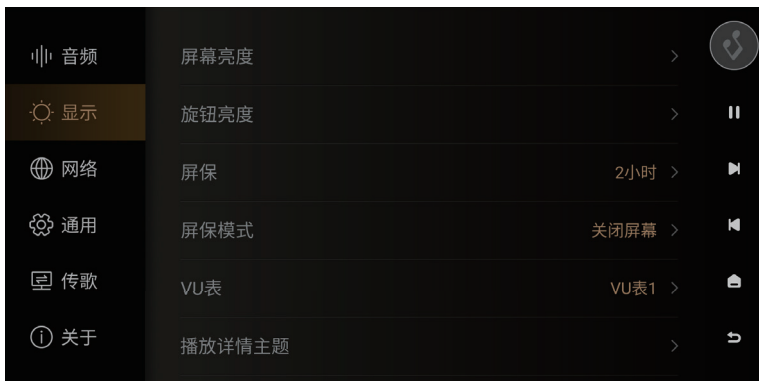 音频
显示
网络
通用
传歌
关于
屏幕亮度
旋钮亮度
屏保 2小时
屏保模式 关闭屏幕
VU表 VU表1
播放详情主题